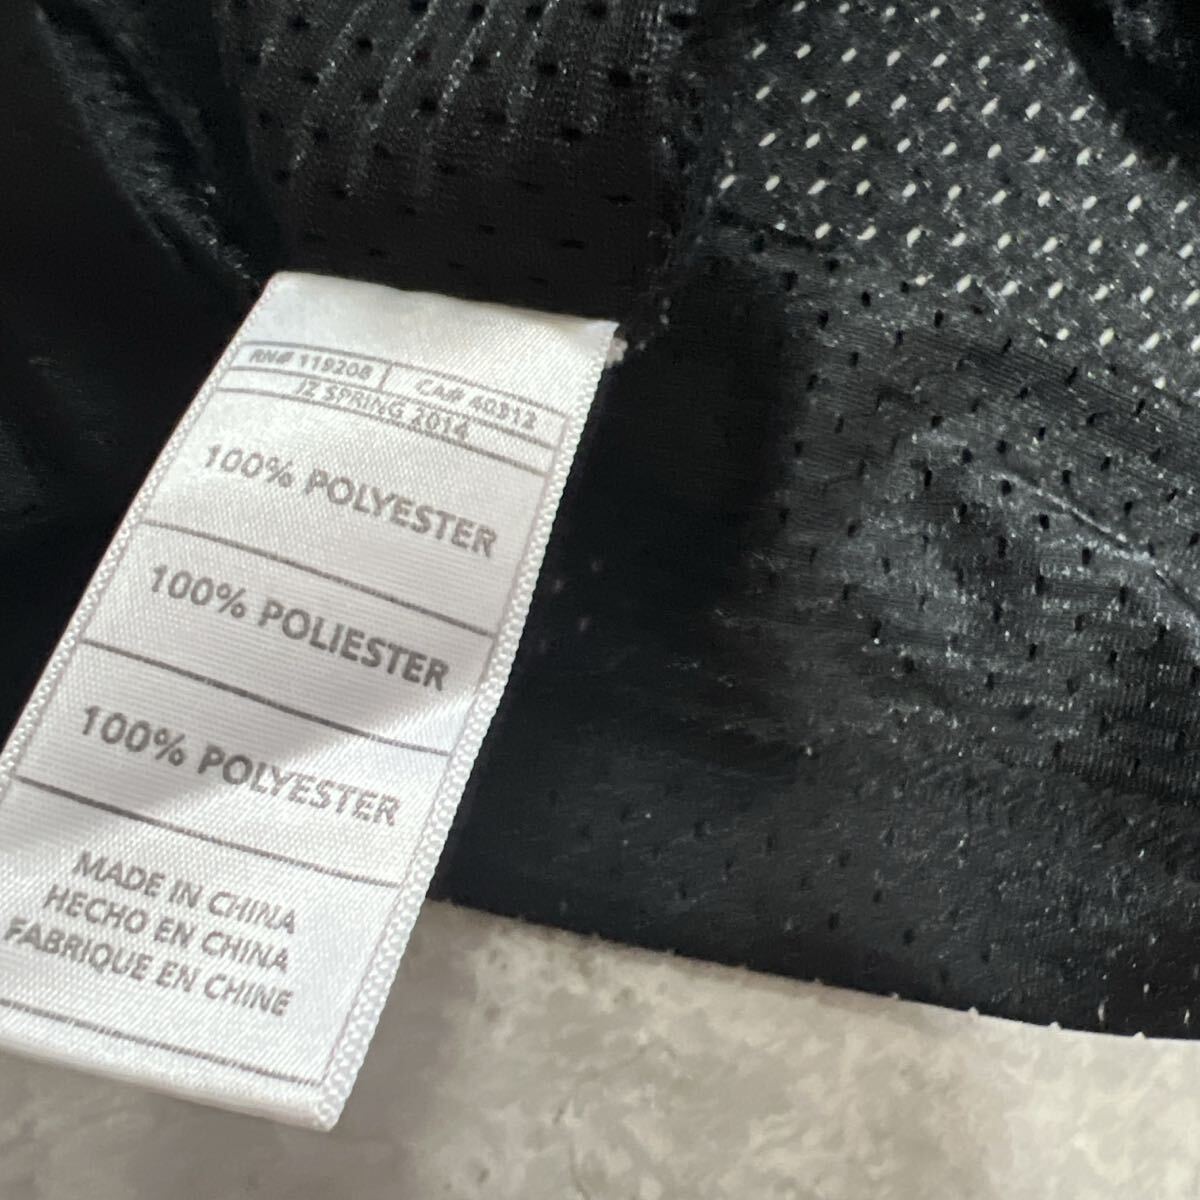 RN# 119208 CA# 40312
JZ SPRING 2014
100% POLYESTER
100% POLIESTER
100% POLYESTER
MADE IN CHINA
HECHO EN CHINA
FABRIQUE EN CHINE